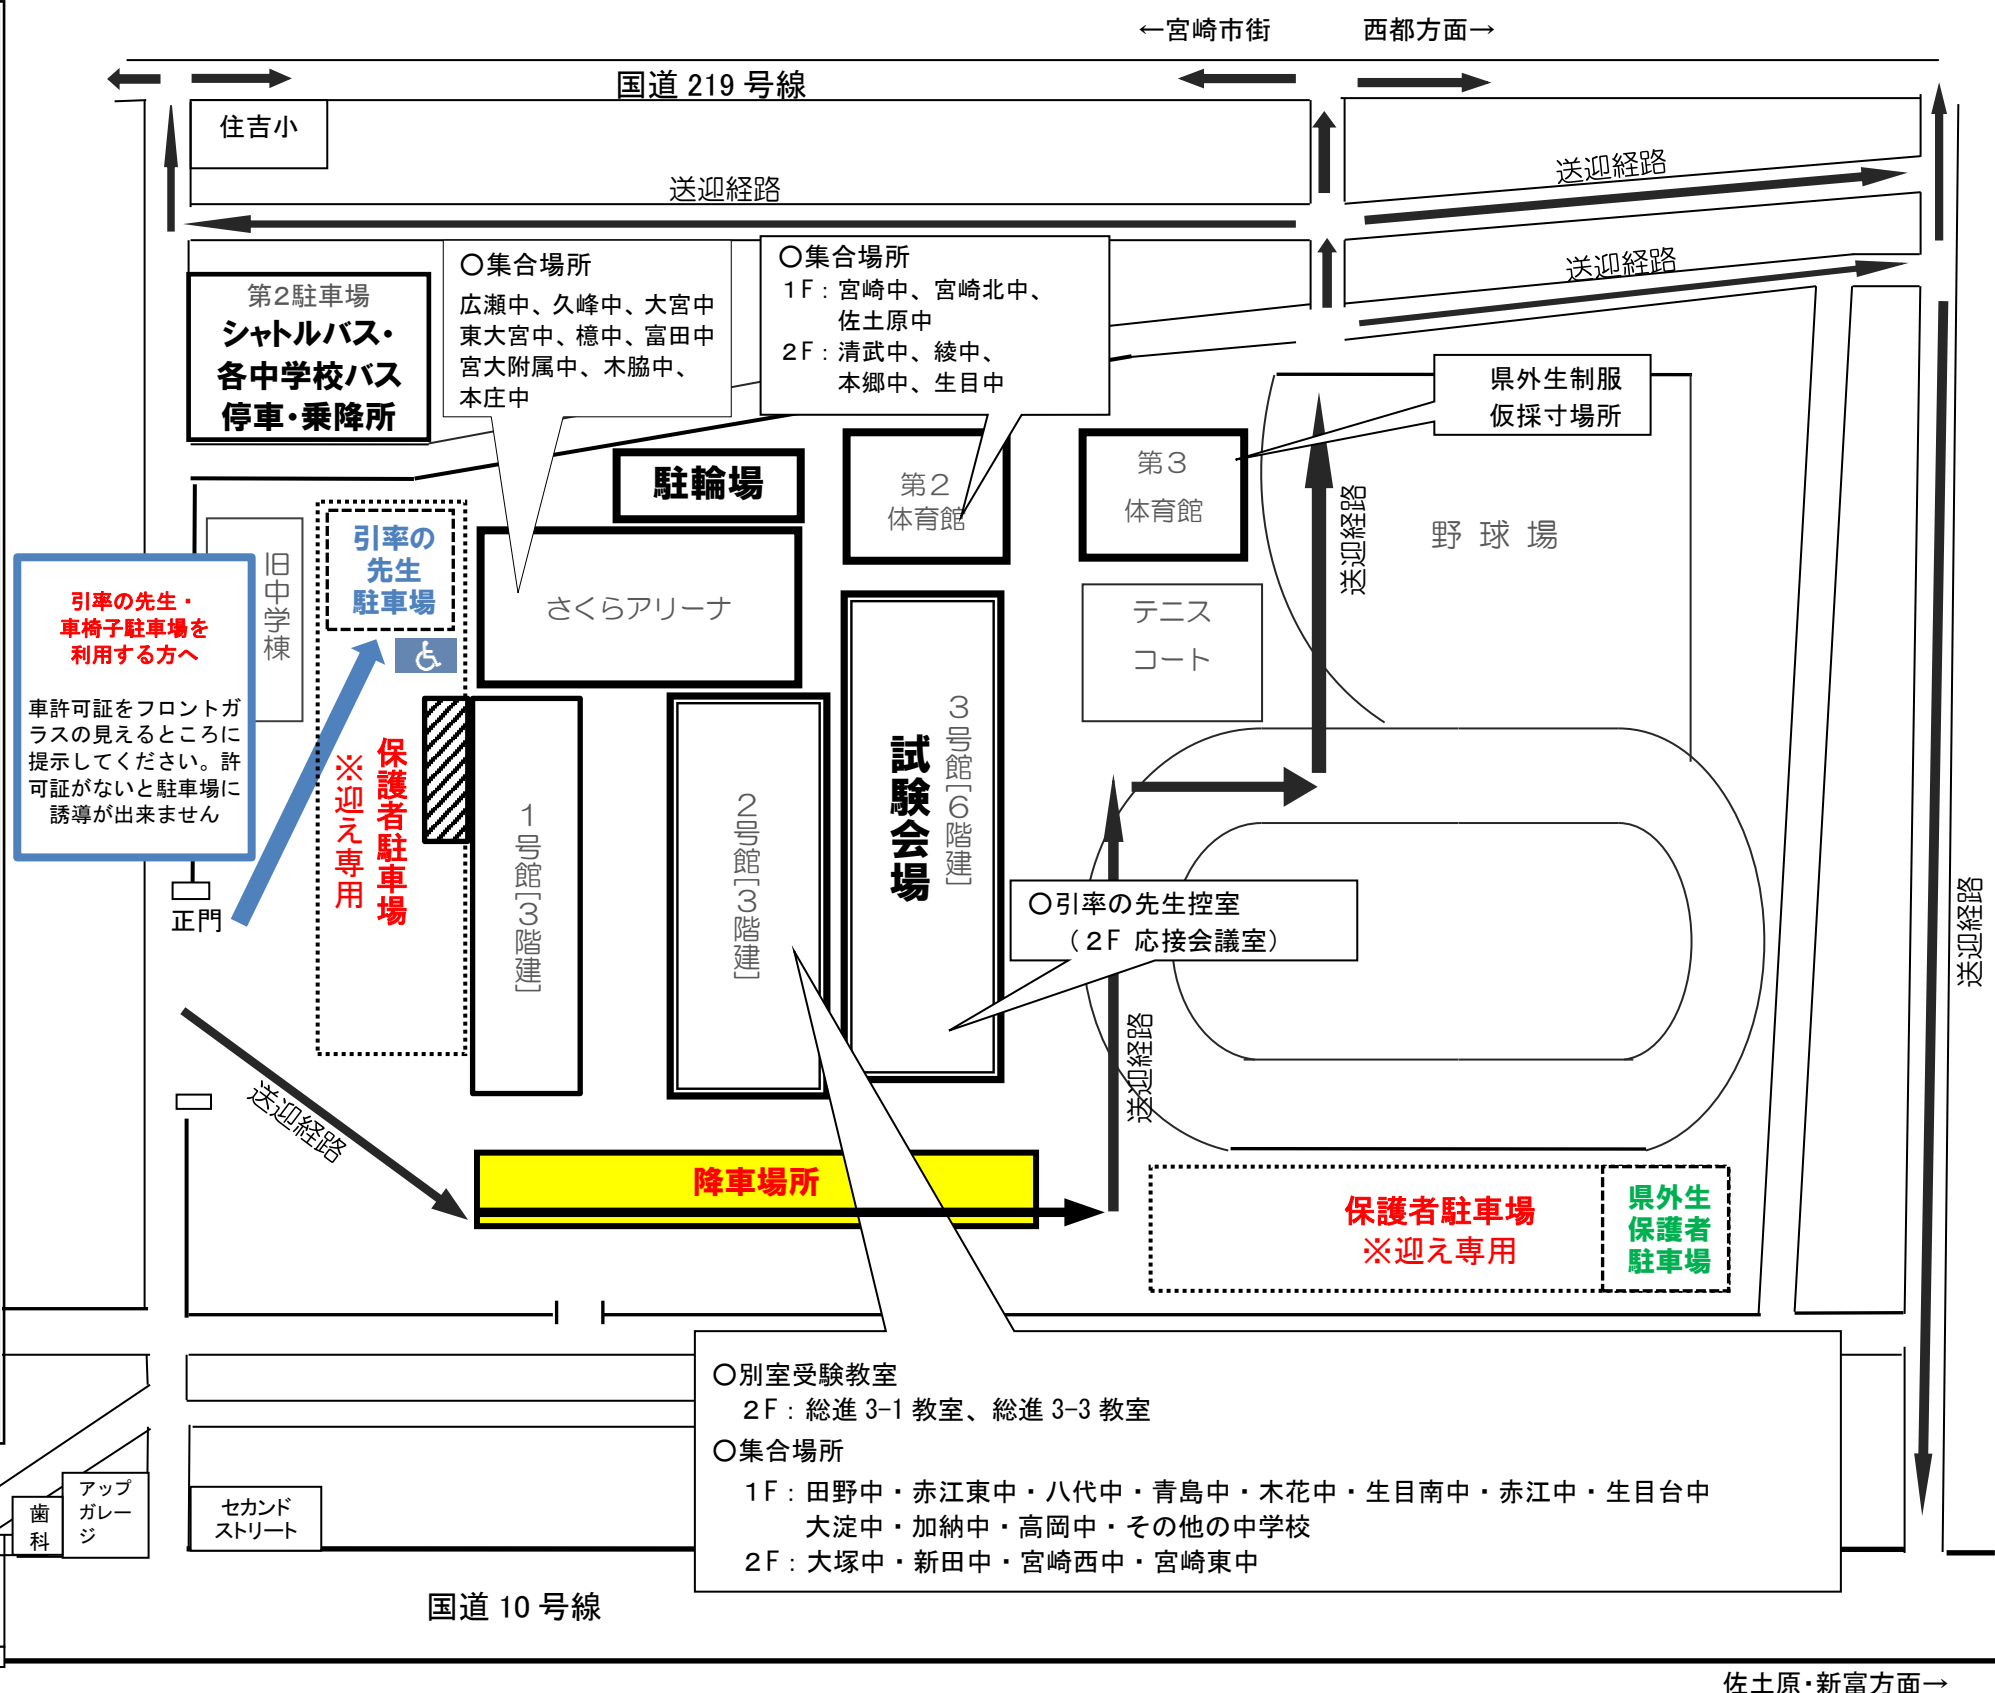 ←宮崎市街　西都方面→
国道 219 号線
住吉小
送迎経路
送迎経路
送迎経路
第2駐車場
シャトルバス・
各中学校バス
停車・乗降所
〇集合場所
広瀬中、久峰中、大宮中
東大宮中、檍中、富田中
宮大附属中、木脇中、
本庄中
〇集合場所
1F：宮崎中、宮崎北中、
佐土原中
2F：清武中、綾中、
本郷中、生目中
県外生制服
仮採寸場所
駐輪場
第2
体育館
第3
体育館
送迎経路
野 球 場
旧中学棟
引率の
先生
駐車場
さくらアリーナ
テニス
コート
引率の先生・
車椅子駐車場を
利用する方へ
車許可証をフロントガ
ラスの見えるところに
提示してください。許
可証がないと駐車場に
誘導が出来ません
保護者駐車場
※迎え専用
1号館[3階建]
2号館[3階建]
3号館[6階建]
試験会場
正門
〇引率の先生控室
（2F 応接会議室）
送迎経路
送迎経路
送迎経路
降車場所
保護者駐車場
※迎え専用
県外生
保護者
駐車場
〇別室受験教室
2F：総進 3-1 教室、総進 3-3 教室
〇集合場所
1F：田野中・赤江東中・八代中・青島中・木花中・生目南中・赤江中・生目台中
大淀中・加納中・高岡中・その他の中学校
2F：大塚中・新田中・宮崎西中・宮崎東中
歯
科
アップ
ガレー
ジ
セカンド
ストリート
国道 10 号線
佐土原・新富方面→